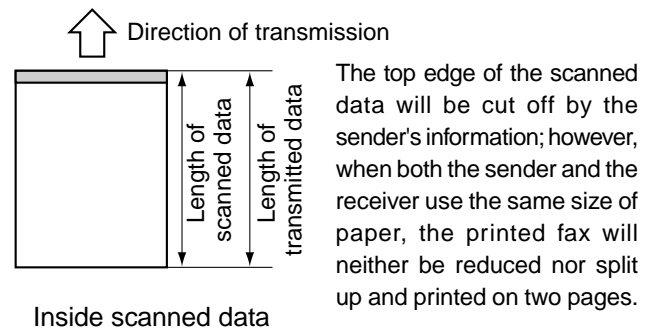 Direction of transmission
Length of
scanned data
Length of
transmitted data
The top edge of the scanned
data will be cut off by the
sender's information; however,
when both the sender and the
receiver use the same size of
paper, the printed fax will
neither be reduced nor split
up and printed on two pages.
Inside scanned data